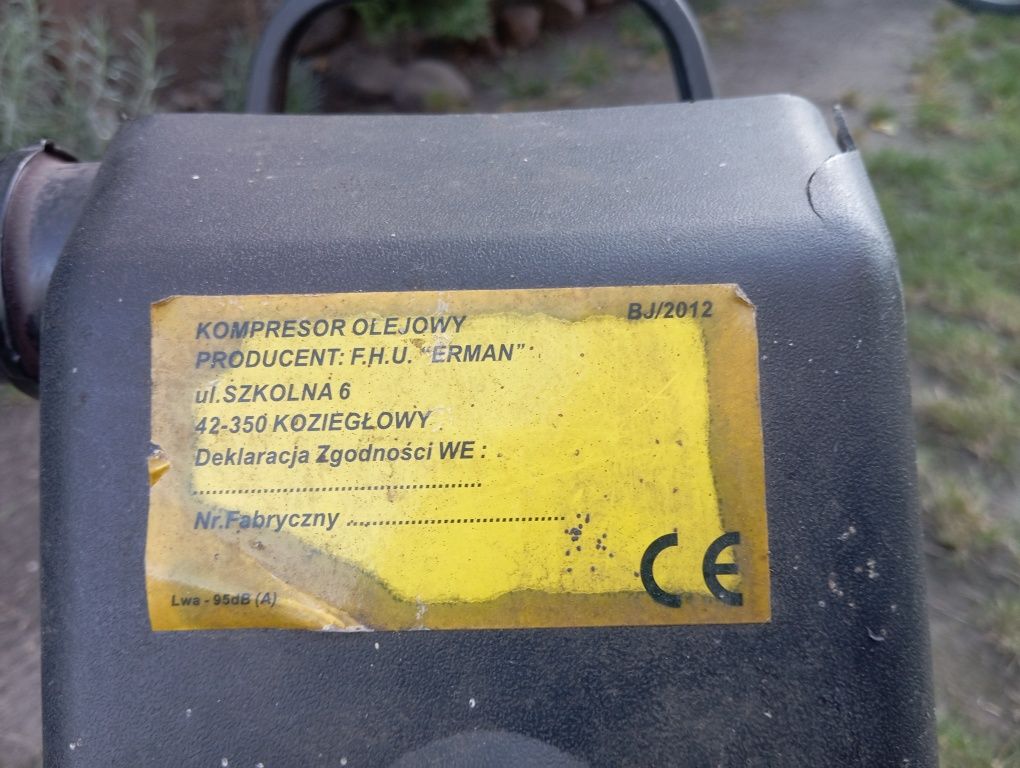 BJ/2012
KOMPRESOR OLEJOWY
PRODUCENT: F.H.U. "ERMAN"
ul.SZKOLNA 6
42-350 KOZIEGŁOWY
Deklaracja Zgodności WE :
............................................
Nr.Fabryczny ..................................
Lwa - 95dB (A)
CE